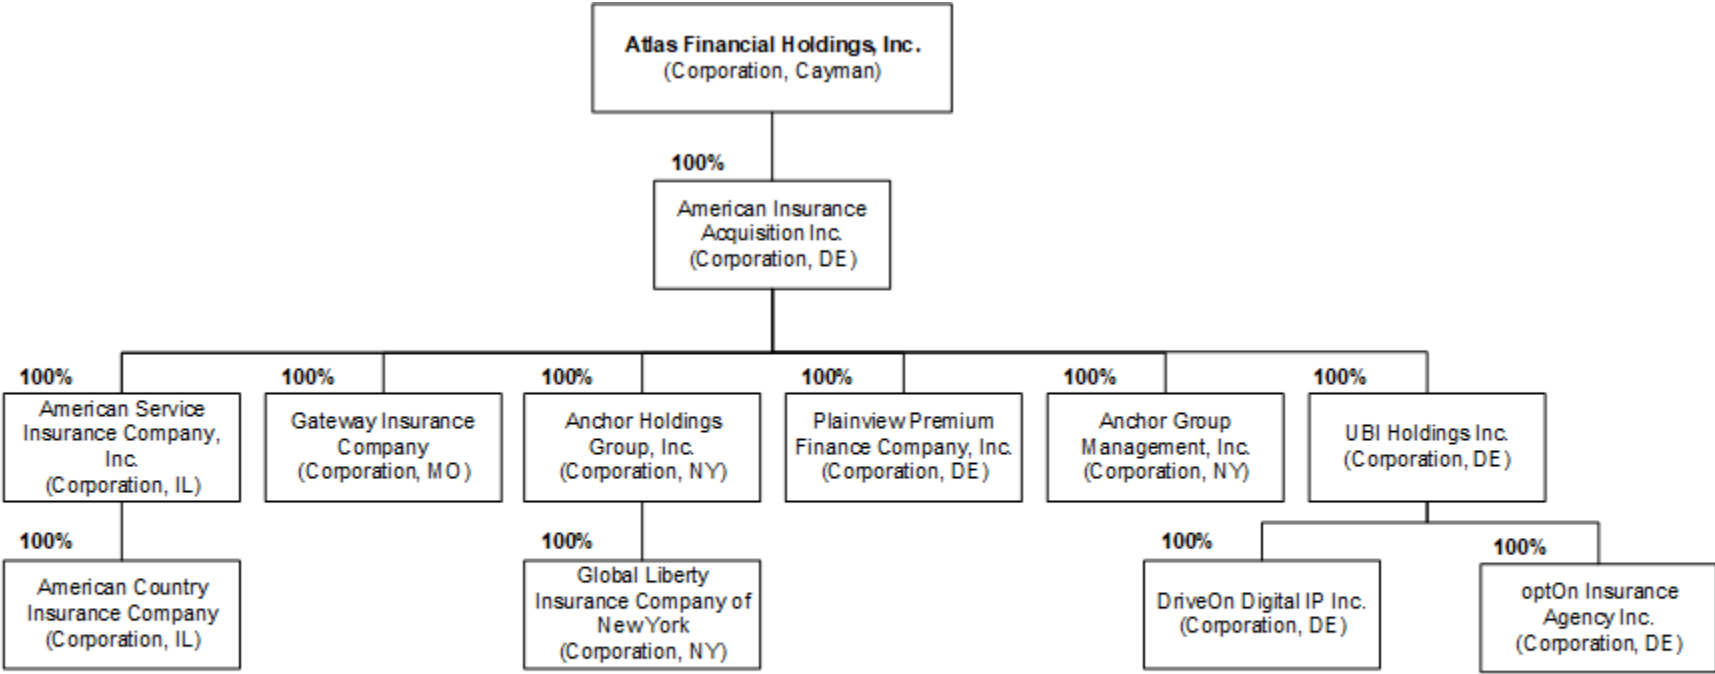 Atlas Financial Holdings, Inc.
(Corporation, Cayman)
100%
American Insurance
Acquisition Inc.
(Corporation, DE)
100%
American Service
Insurance Company,
Inc.
(Corporation, IL)
100%
Gateway Insurance
Company
(Corporation, MO)
100%
Anchor Holdings
Group, Inc.
(Corporation, NY)
100%
Plainview Premium
Finance Company, Inc.
(Corporation, DE)
100%
Anchor Group
Management, Inc.
(Corporation, NY)
100%
UBI Holdings Inc.
(Corporation, DE)
100%
American Country
Insurance Company
(Corporation, IL)
100%
Global Liberty
Insurance Company of
New York
(Corporation, NY)
100%
DriveOn Digital IP Inc.
(Corporation, DE)
100%
optOn Insurance
Agency Inc.
(Corporation, DE)